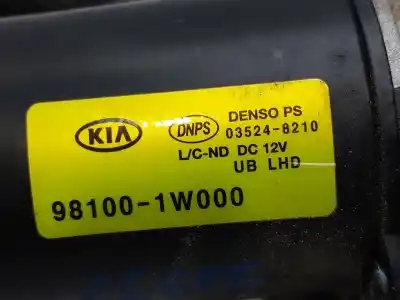 KIA
DNPS
DENSO PS
03524-8210
L/C-ND DC 12V
UB LHD
98100-1W000